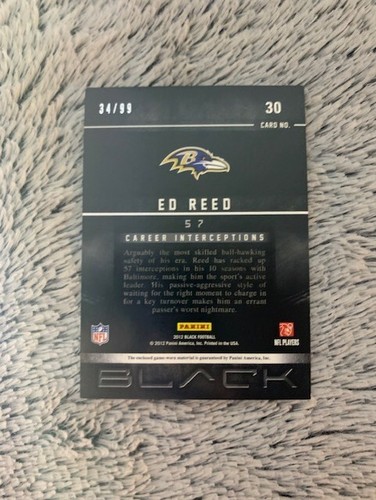 34/99
30
CARD NO.
B
ED REED
57
CAREER INTERCEPTIONS
Arguably the most skilled ball-hawking
safety of his era, Reed has racked up
57 interceptions in his 10 seasons with
Baltimore, making him the sport's active
leader. His passive-aggressive style of
waiting for the right moment to charge in
for a key turnover makes him an errant
passer's worst nightmare.
NFL
PANINI
2012 BLACK FOOTBALL
© 2012 Panini America, Inc. Printed in the USA.
NFL PLAYERS
The enclosed game-worn material is guaranteed by Panini America, Inc.
BLACK